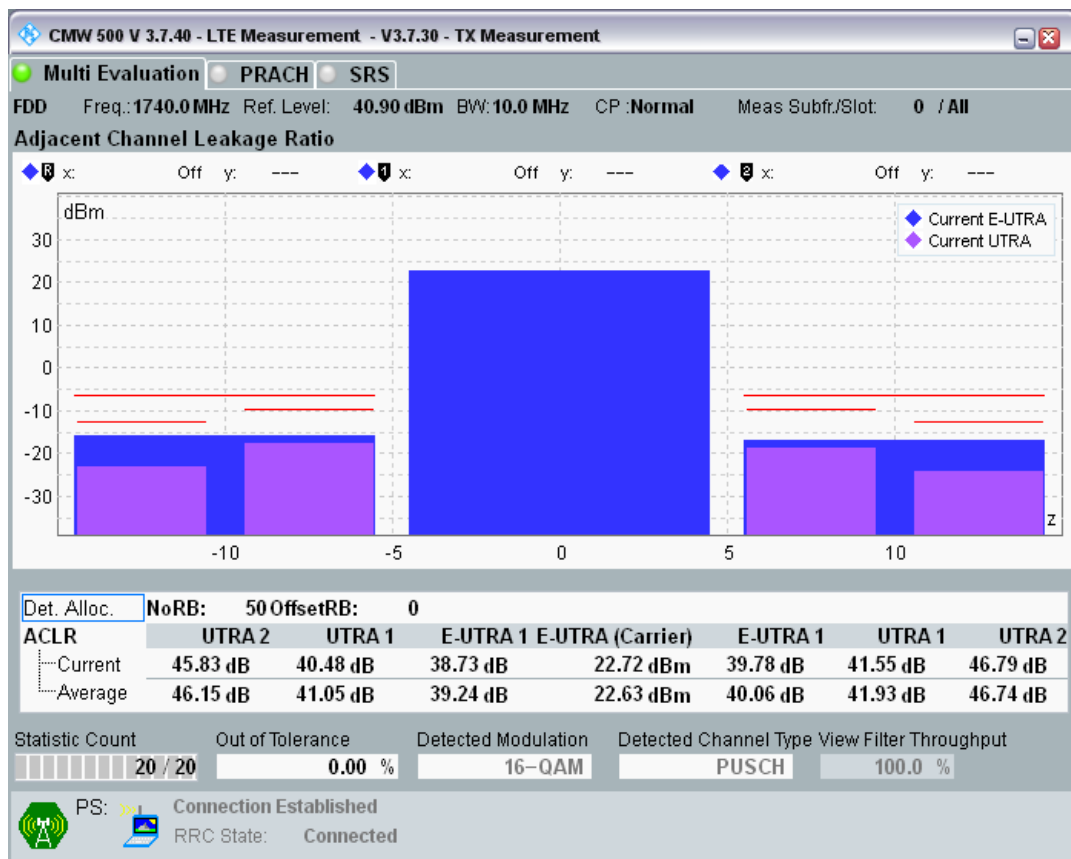 CMW 500 V 3.7.40 - LTE Measurement - V3.7.30 - TX Measurement
Multi Evaluation PRACH SRS
FDD Freq.:1740.0 MHz Ref. Level: 40.90 dBm BW:10.0 MHz CP :Normal Meas Subfr./Slot: 0 / All
Adjacent Channel Leakage Ratio
R x: Off y: --- 1 x: Off y: --- 2 x: Off y: ---
dBm
Current E-UTRA
Current UTRA
30
20
10
0
-10
-20
-30
z
-10 -5 0 5 10
Det. Alloc. NoRB: 50 OffsetRB: 0
ACLR UTRA 2 UTRA 1 E-UTRA 1 E-UTRA (Carrier) E-UTRA 1 UTRA 1 UTRA 2
Current 45.83 dB 40.48 dB 38.73 dB 22.72 dBm 39.78 dB 41.55 dB 46.79 dB
Average 46.15 dB 41.05 dB 39.24 dB 22.63 dBm 40.06 dB 41.93 dB 46.74 dB
Statistic Count Out of Tolerance Detected Modulation Detected Channel Type View Filter Throughput
20 / 20 0.00 % 16-QAM PUSCH 100.0 %
PS: Connection Established
RRC State: Connected